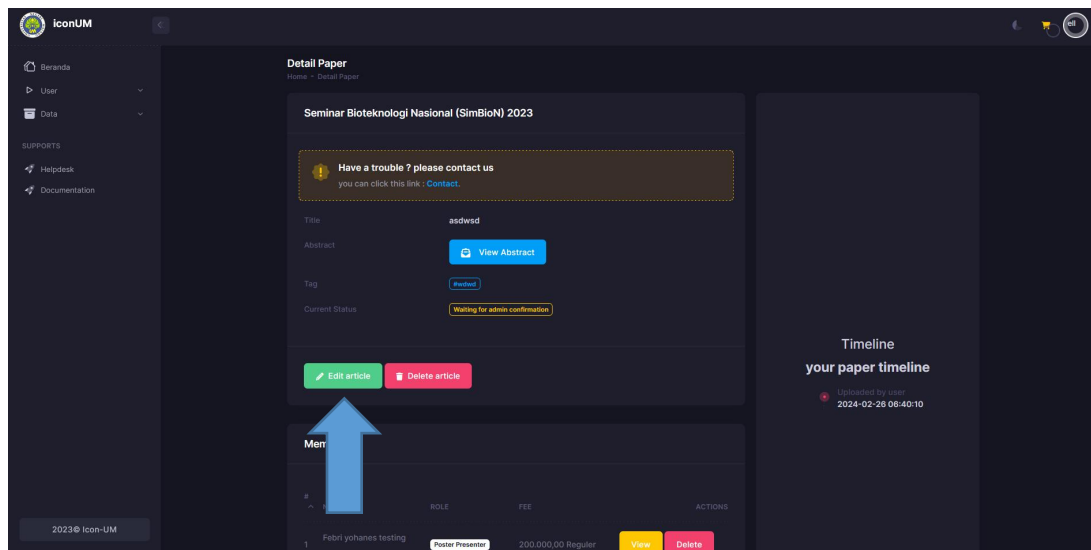 iconUM
ell
Beranda
User
Data
SUPPORTS
Helpdesk
Documentation
2023© Icon-UM
Detail Paper
Home - Detail Paper
Seminar Bioteknologi Nasional (SimBioN) 2023
Have a trouble ? please contact us
you can click this link : Contact.
Title asdwsd
Abstract View Abstract
Tag #wdwd
Current Status Waiting for admin confirmation
Edit article Delete article
Timeline
your paper timeline
Uploaded by user
2024-02-26 06:40:10
#
ROLE FEE ACTIONS
1 Febri yohanes testing Poster Presenter 200.000,00 Reguler View Delete